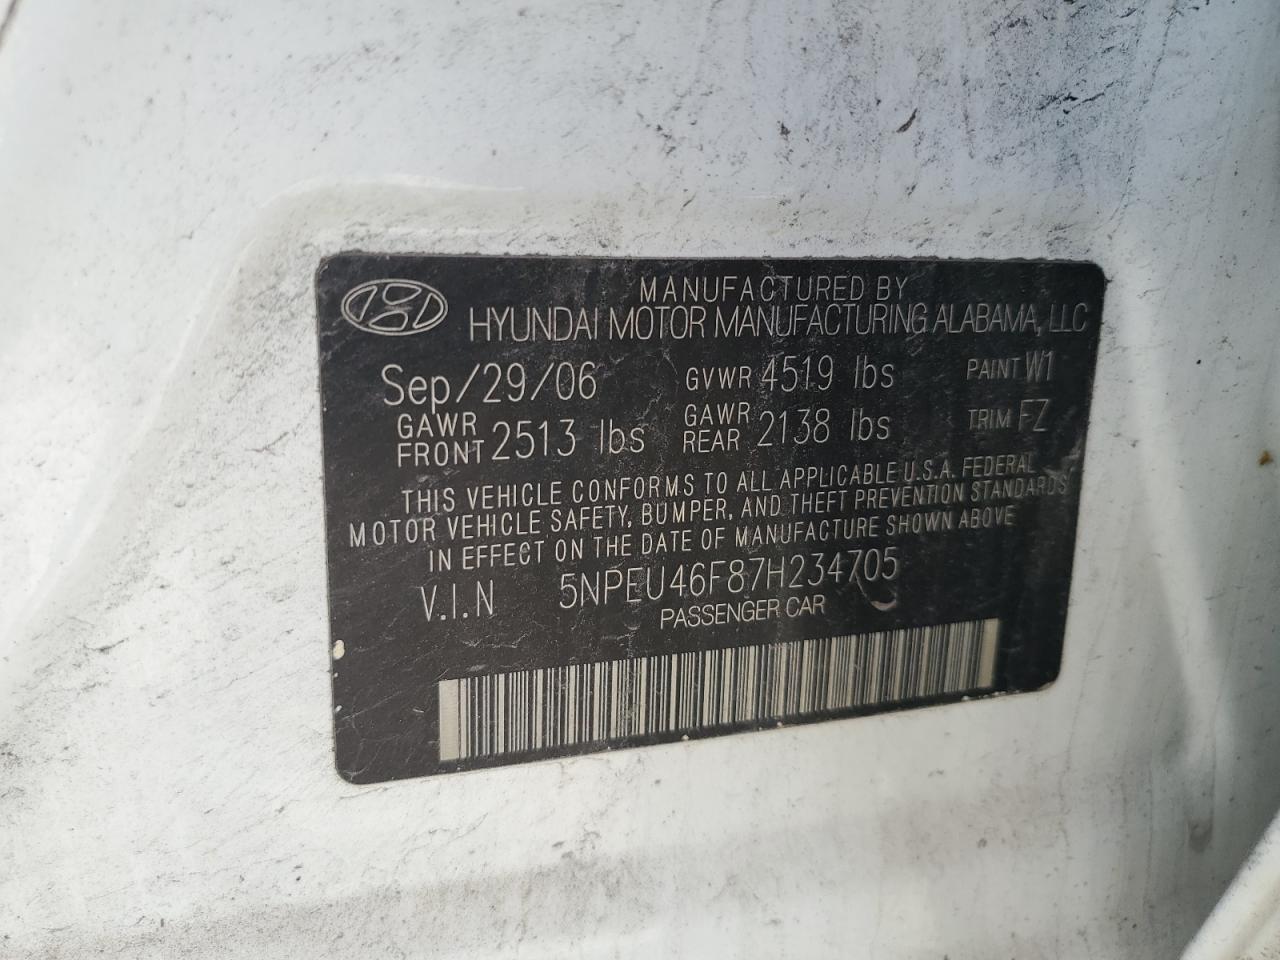 MANUFACTURED BY
HYUNDAI MOTOR MANUFACTURING ALABAMA, LLC
Sep/29/06 GVWR 4519 lbs PAINT W1
GAWR FRONT 2513 lbs GAWR REAR 2138 lbs TRIM FZ
THIS VEHICLE CONFORMS TO ALL APPLICABLE U.S.A. FEDERAL
MOTOR VEHICLE SAFETY, BUMPER, AND THEFT PREVENTION STANDARDS
IN EFFECT ON THE DATE OF MANUFACTURE SHOWN ABOVE
V.I.N 5NPEU46F87H234705
PASSENGER CAR